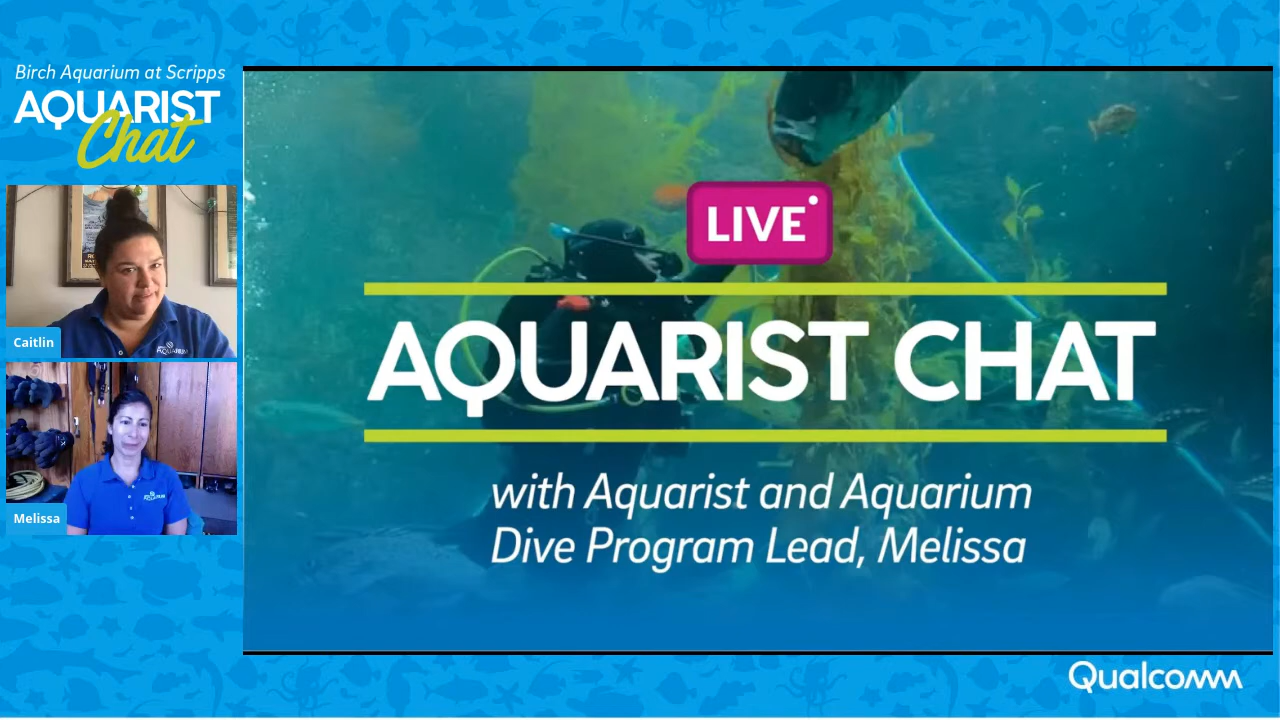 Birch Aquarium at Scripps
AQUARIST
Chat
Caitlin
AQUARIUM
Melissa
LIVE
AQUARIST CHAT
with Aquarist and Aquarium
Dive Program Lead, Melissa
Qualcomm